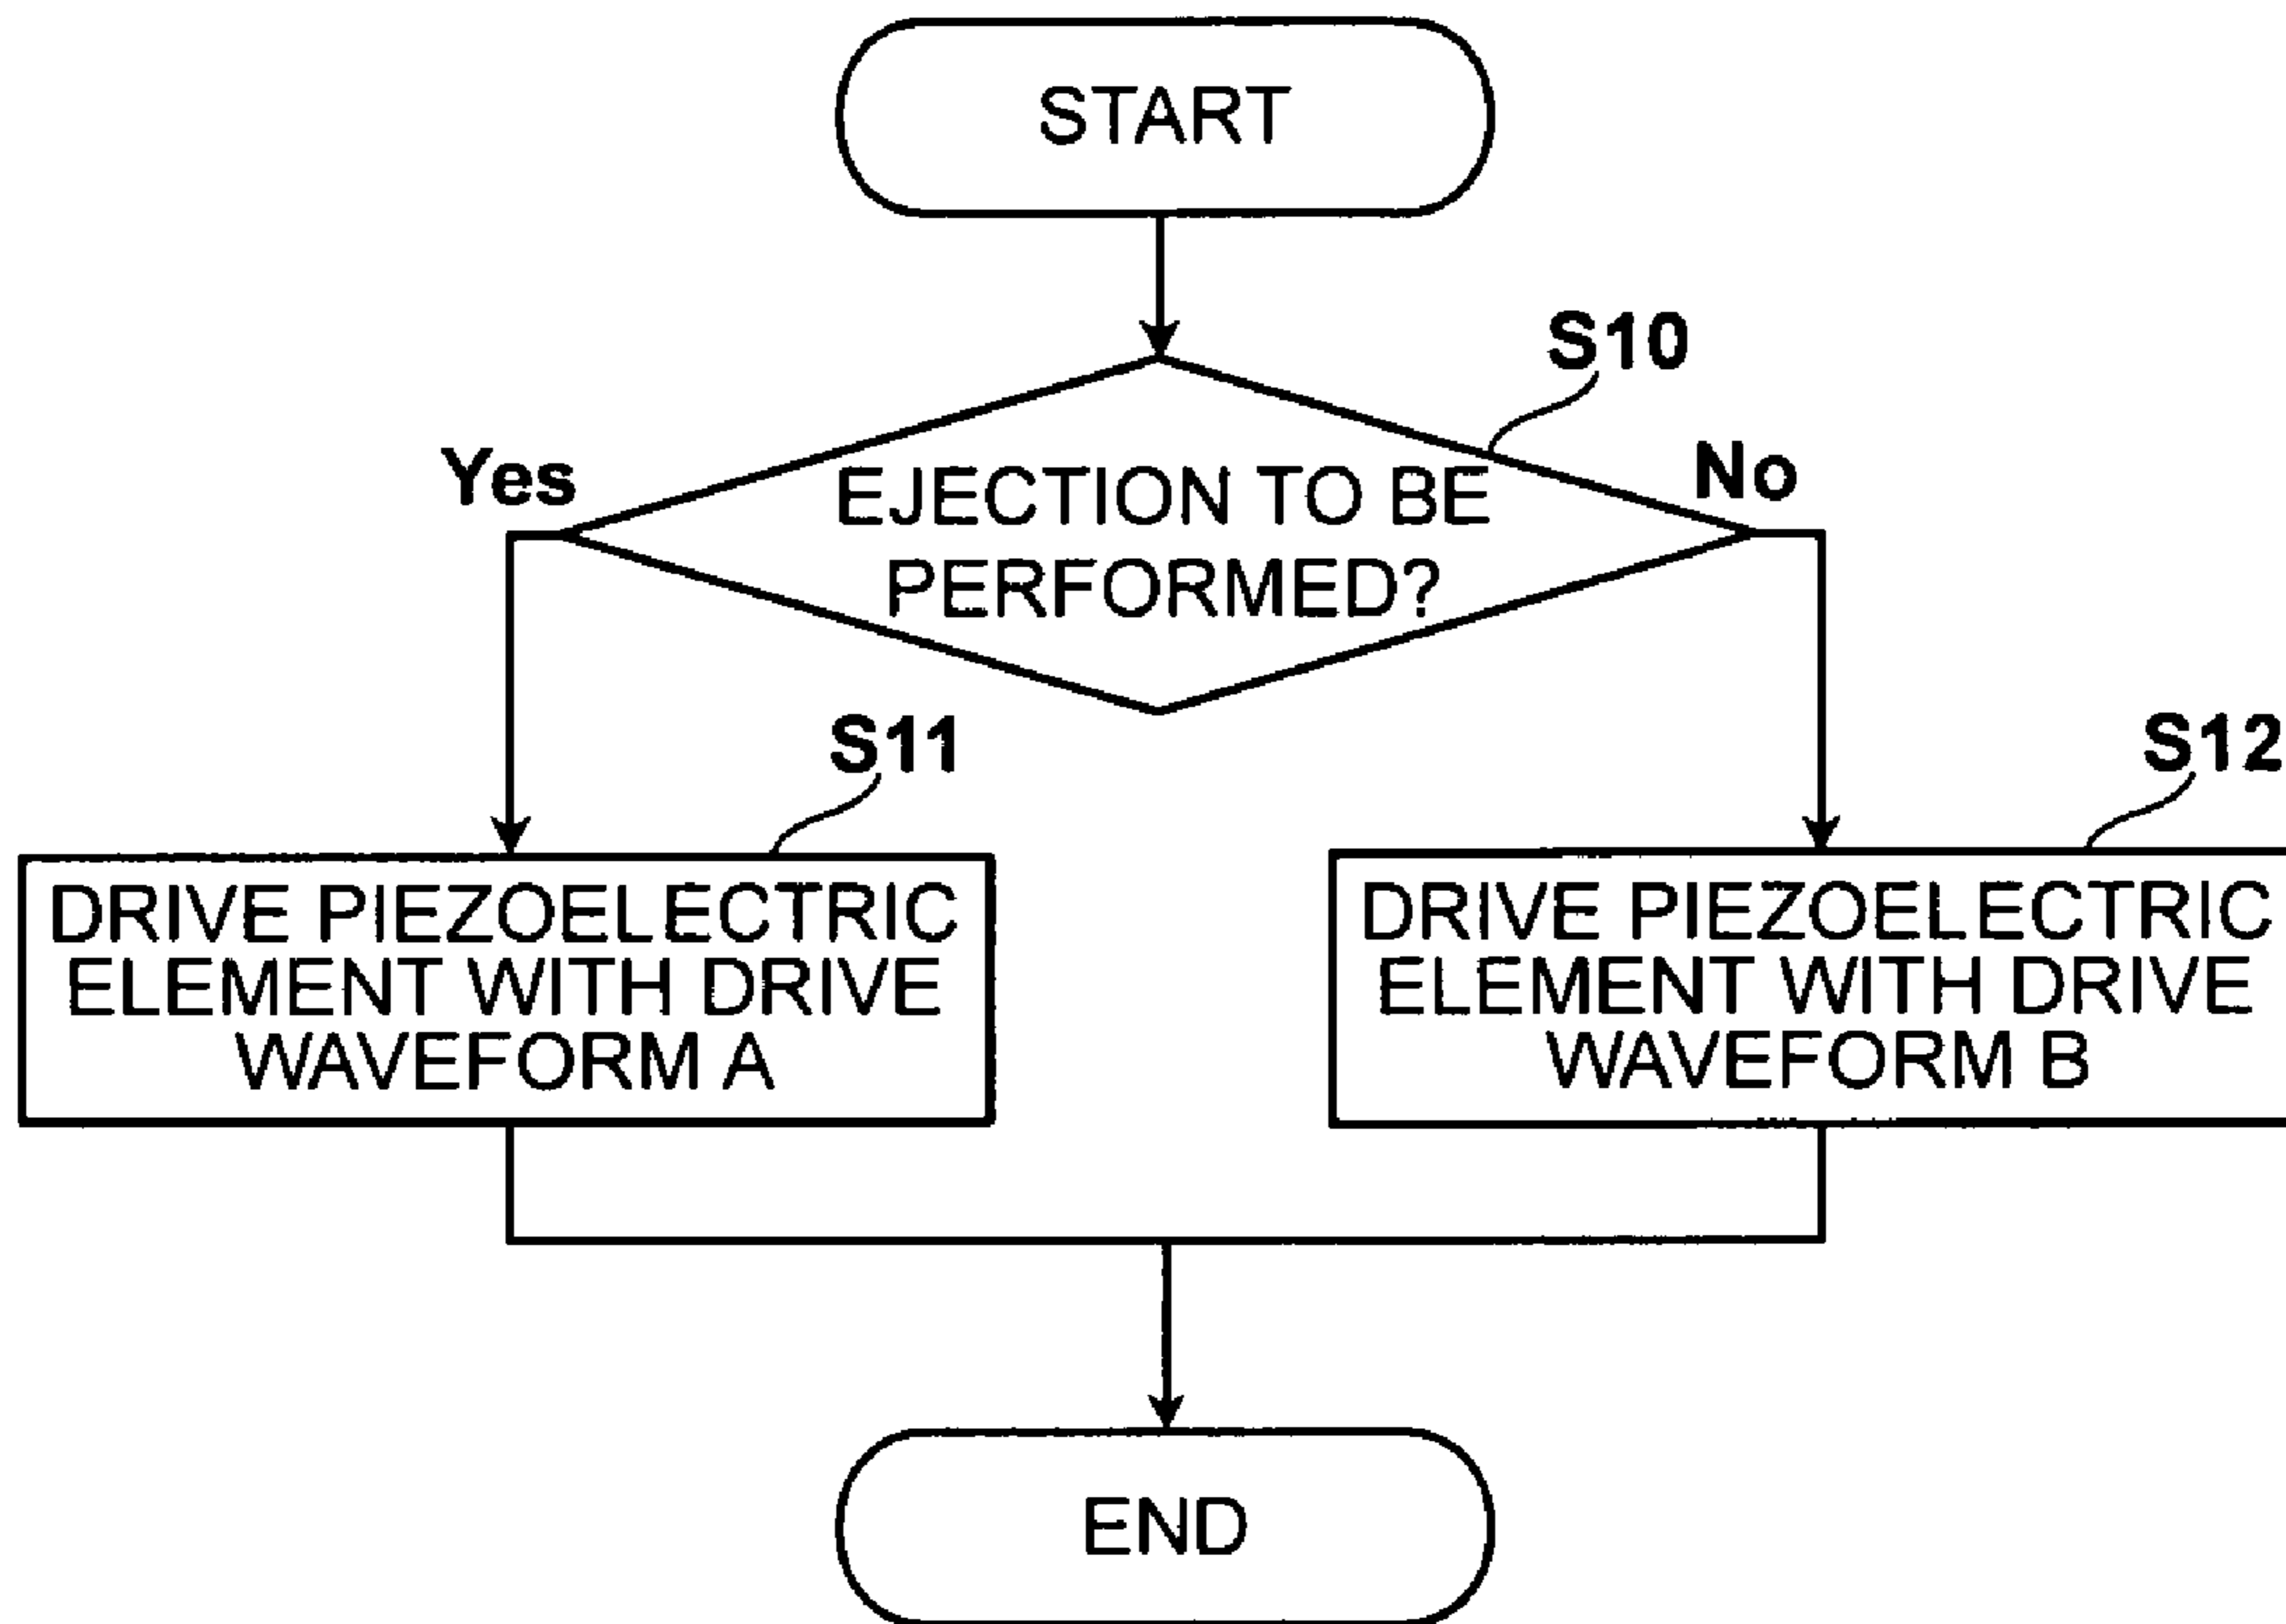 START
S10
Yes
No
EJECTION TO BE
PERFORMED?
S11
S12
DRIVE PIEZOELECTRIC
ELEMENT WITH DRIVE
WAVEFORM A
DRIVE PIEZOELECTRIC
ELEMENT WITH DRIVE
WAVEFORM B
END